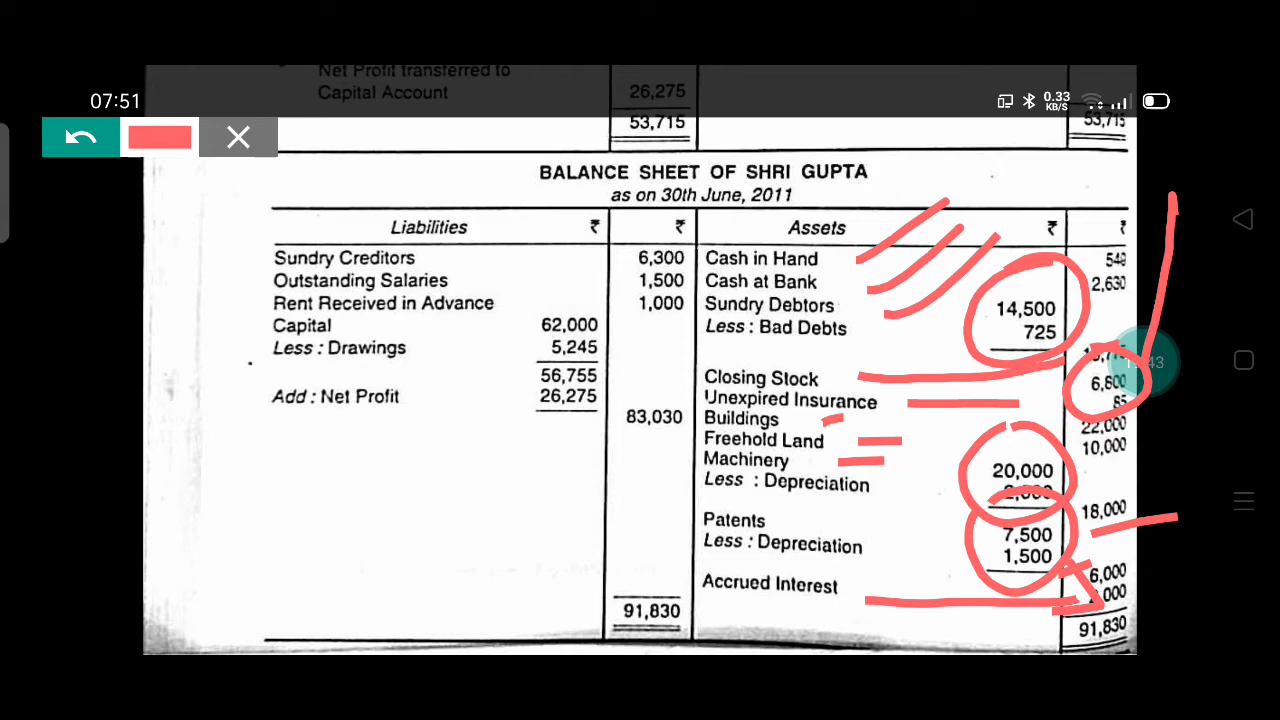 Net Profit transferred to
Capital Account 26,275
53,715 53,715
07:51 0.33 KB/S
BALANCE SHEET OF SHRI GUPTA
as on 30th June, 2011
Liabilities ₹ ₹ Assets ₹ ₹
Sundry Creditors 6,300 Cash in Hand 540
Outstanding Salaries 1,500 Cash at Bank 2,630
Rent Received in Advance 1,000 Sundry Debtors 14,500
Capital 62,000 Less : Bad Debts 725
Less : Drawings 5,245
56,755 Closing Stock 6,800
Add : Net Profit 26,275 Unexpired Insurance 85
83,030 Buildings 22,000
Freehold Land 10,000
Machinery 20,000
Less : Depreciation 18,000
Patents 7,500
Less : Depreciation 1,500 6,000
Accrued Interest
91,830 91,830